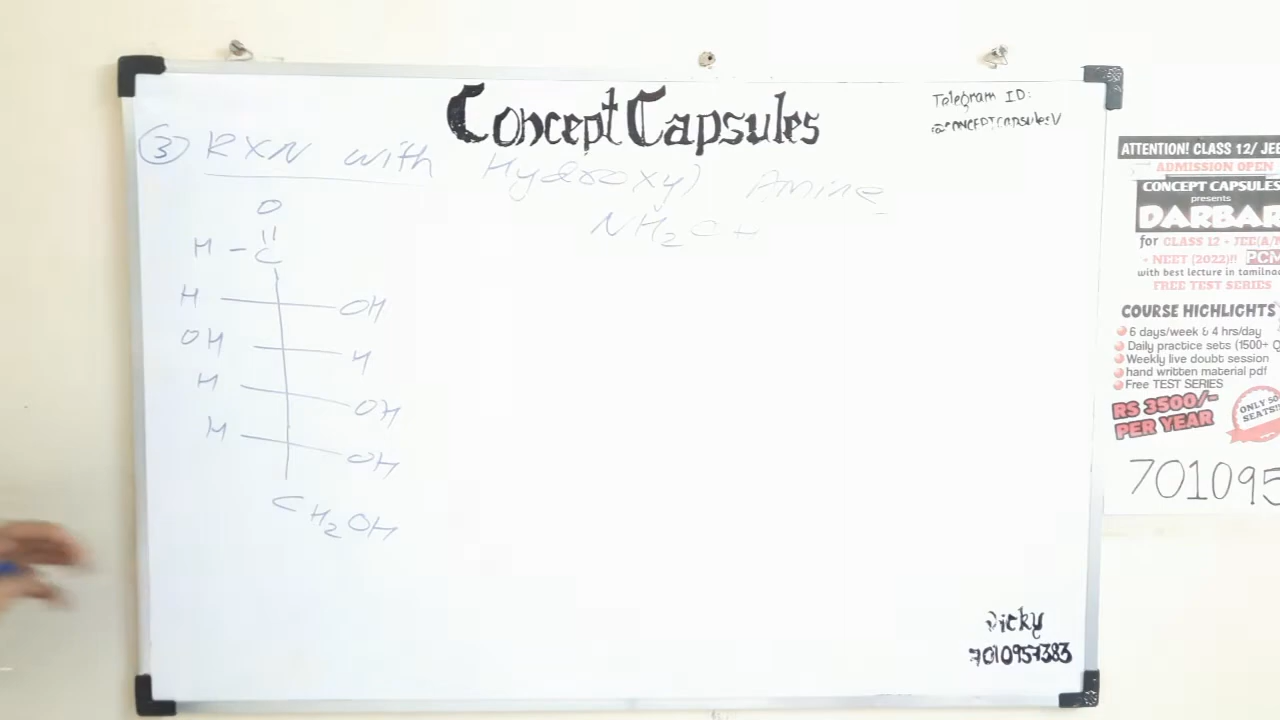 Concept Capsules
Telegram ID:
@CONCEPTCAPSULESV
③ RXN with Hydroxyl Amine
NH₂OH
O
||
H - C
H OH
OH H
H OH
H OH
CH₂OH
Vicky
7010957383
ATTENTION! CLASS 12/ JEE
ADMISSION OPEN
CONCEPT CAPSULES
presents
DARBAR
for CLASS 12 - JEE(A/
- NEET (2022)!! PCM
with best lecture in tamilnad
FREE TEST SERIES
COURSE HIGHLIGHTS
6 days/week & 4 hrs/day
Daily practice sets (1500+ Q
Weekly live doubt session
hand written material pdf
Free TEST SERIES
RS 3500/-
PER YEAR
ONLY 50
SEATS!!
701095